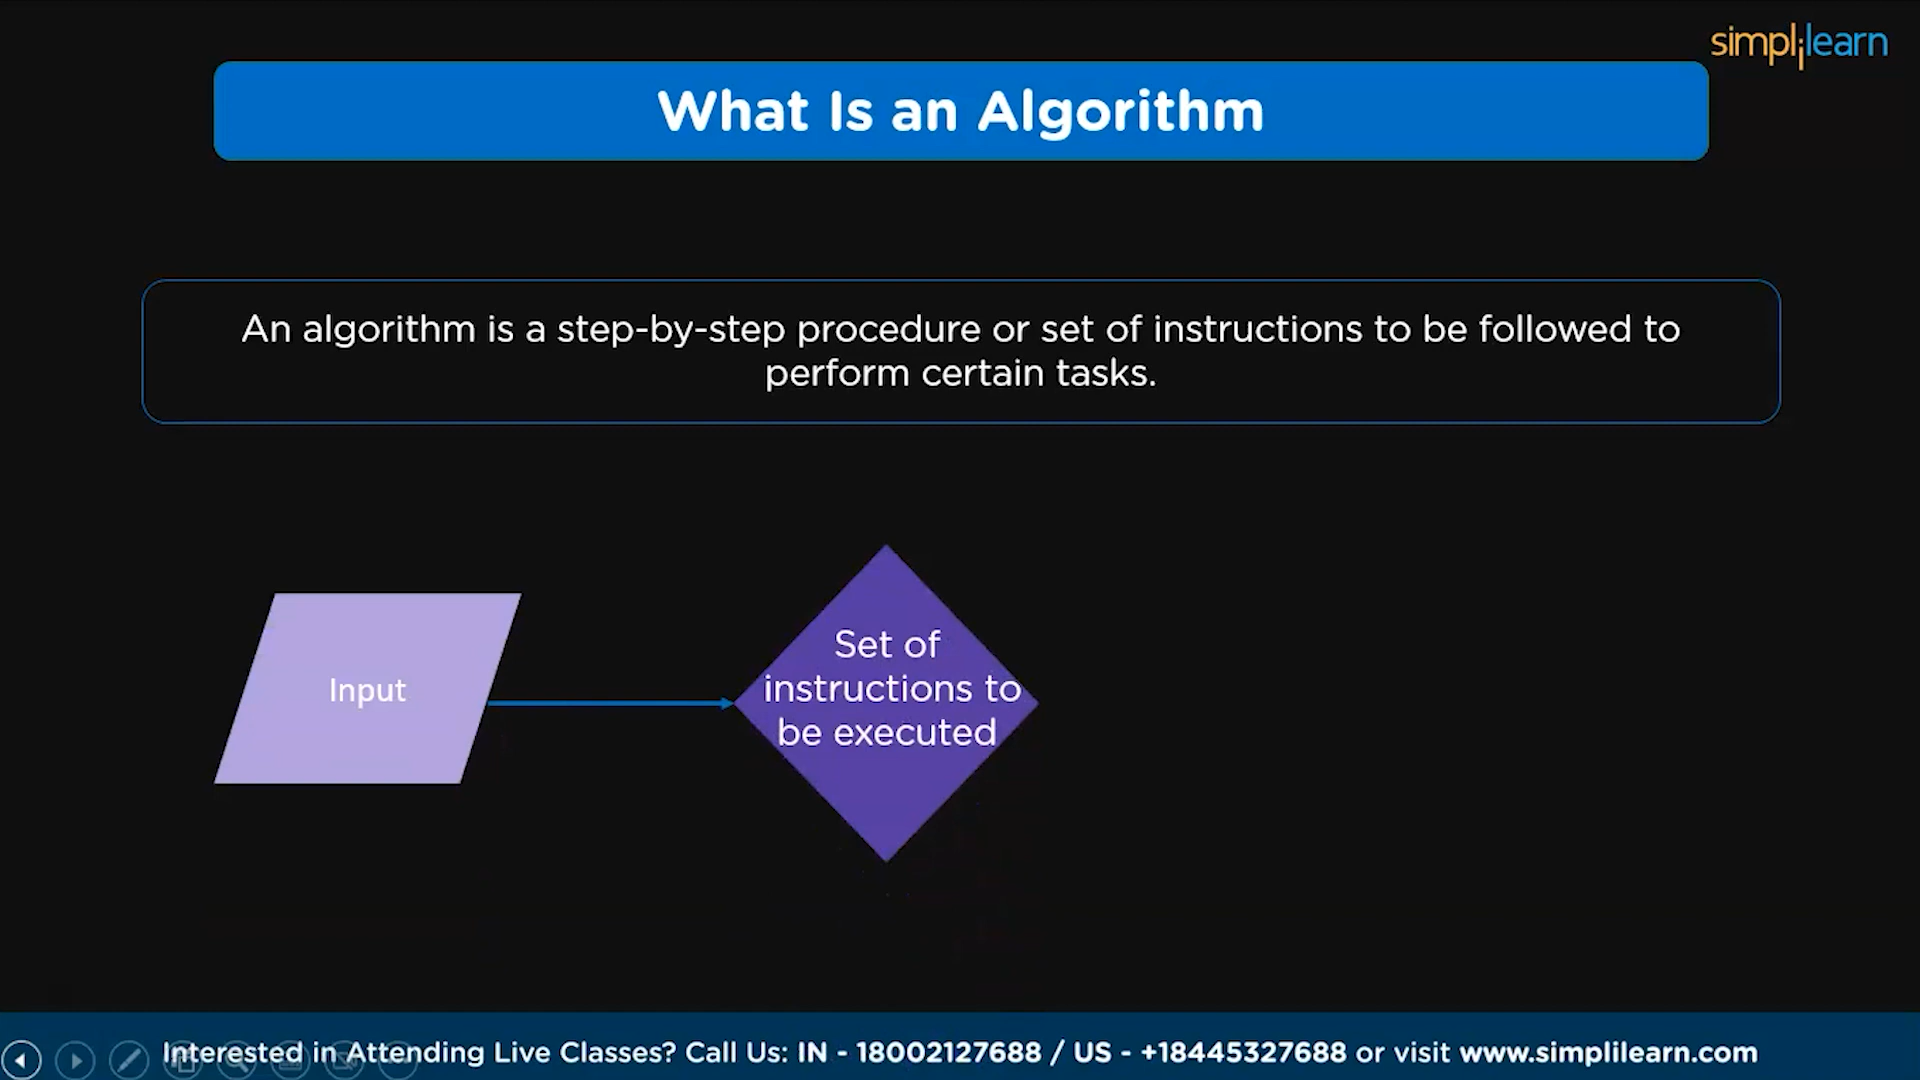 simplilearn
What Is an Algorithm
An algorithm is a step-by-step procedure or set of instructions to be followed to
perform certain tasks.
Input
Set of
instructions to
be executed
Interested in Attending Live Classes? Call Us: IN - 18002127688 / US - +18445327688 or visit www.simplilearn.com